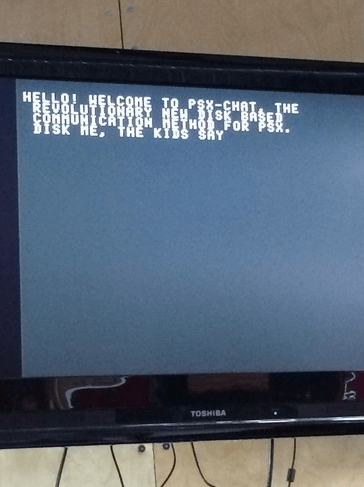 HELLO! WELCOME TO PSX-CHAT, THE
REVOLUTIONARY NEW DISK BASED
COMMUNICATION METHOD FOR PSX.
DISK ME, THE KIDS SAY
TOSHIBA